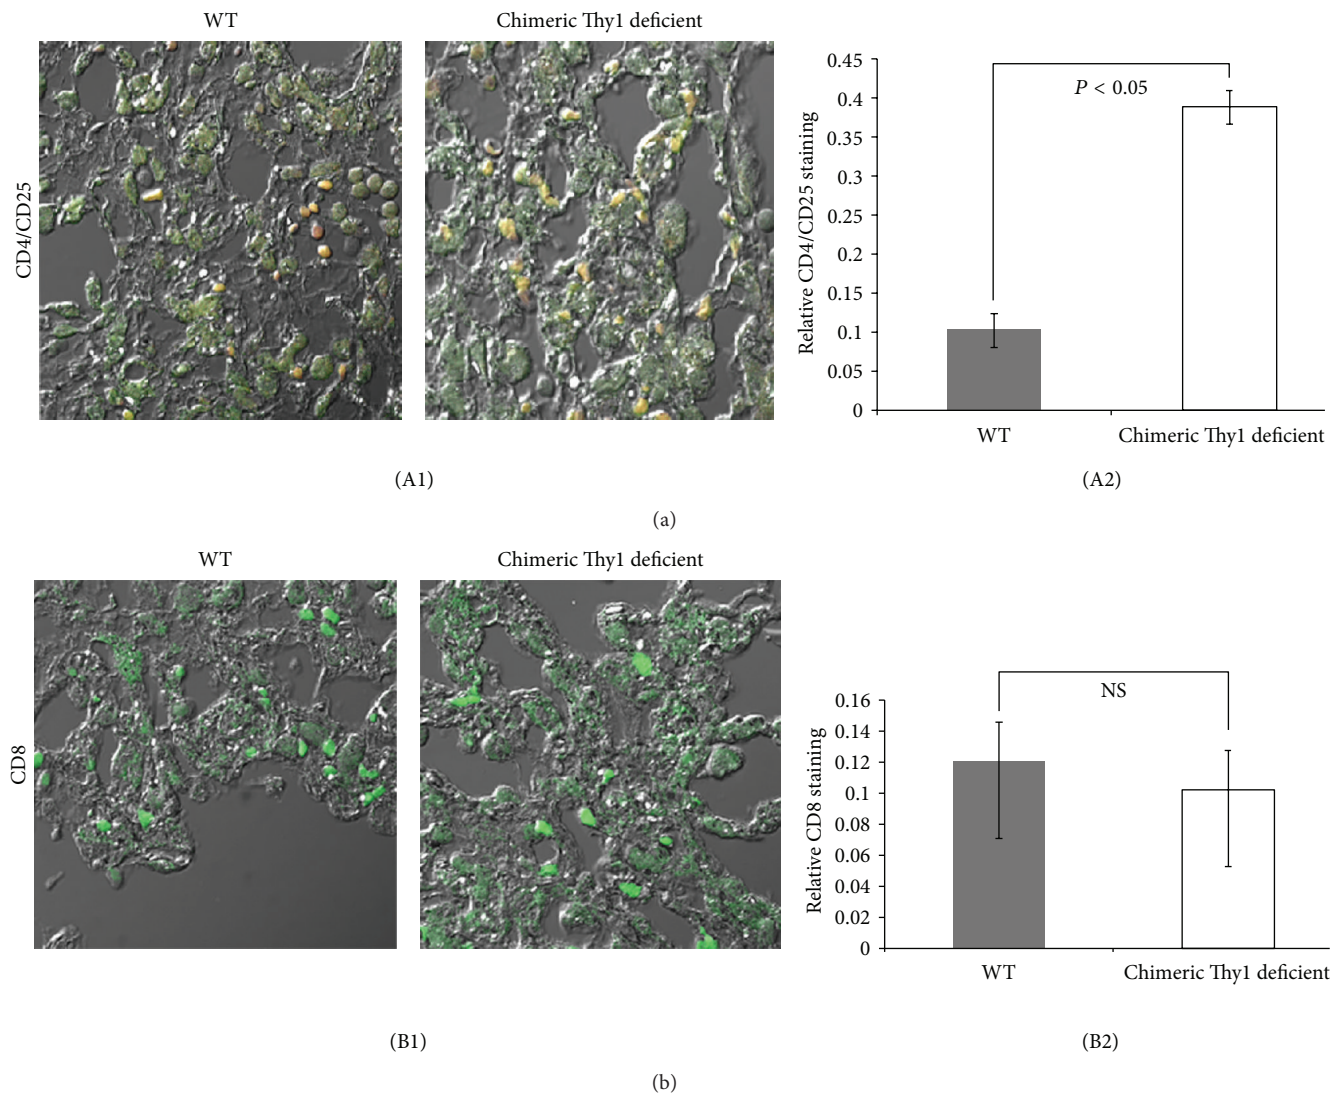 WT
Chimeric Thy1 deficient
CD4/CD25
(A1)
Relative CD4/CD25 staining
0.45
0.4
0.35
0.3
0.25
0.2
0.15
0.1
0.05
0
P < 0.05
WT
Chimeric Thy1 deficient
(A2)
(a)
WT
Chimeric Thy1 deficient
CD8
(B1)
Relative CD8 staining
0.16
0.14
0.12
0.1
0.08
0.06
0.04
0.02
0
NS
WT
Chimeric Thy1 deficient
(B2)
(b)